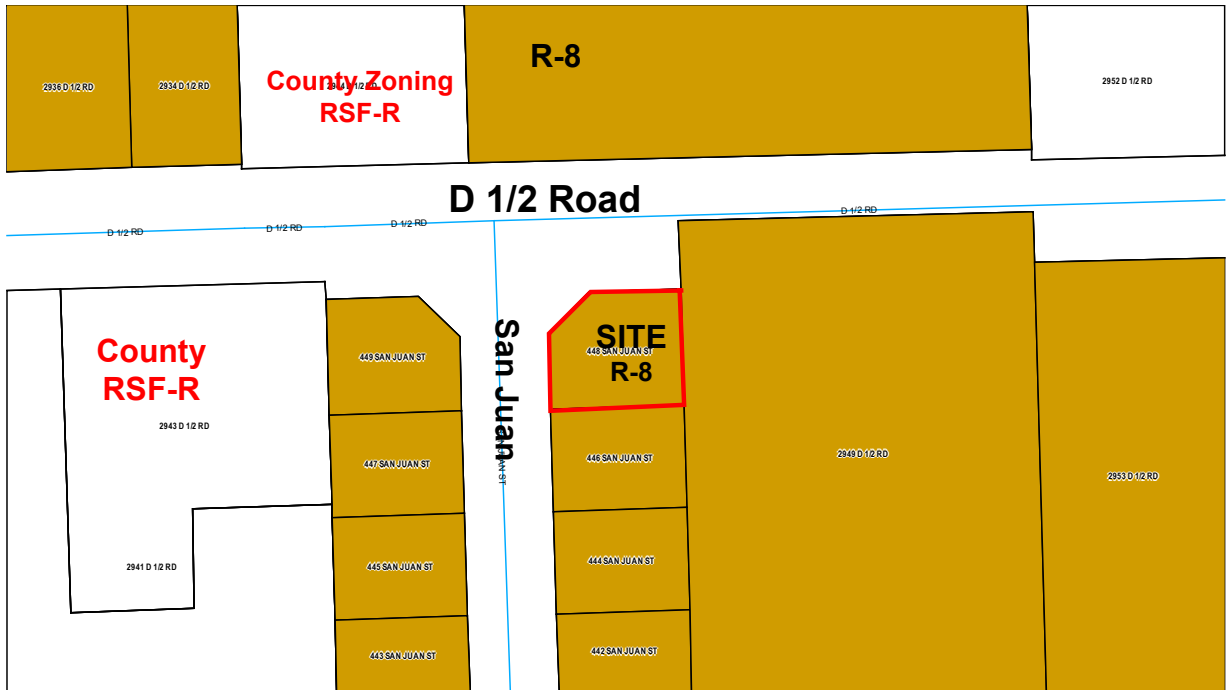 R-8
2936 D 1/2 RD
2934 D 1/2 RD
County Zoning
RSF-R
2952 D 1/2 RD
D 1/2 Road
D 1/2 RD
D 1/2 RD
D 1/2 RD
D 1/2 RD
San Juan
SAN JUAN ST
County
RSF-R
2943 D 1/2 RD
2941 D 1/2 RD
449 SAN JUAN ST
447 SAN JUAN ST
445 SAN JUAN ST
443 SAN JUAN ST
SITE
448 SAN JUAN ST
R-8
446 SAN JUAN ST
444 SAN JUAN ST
442 SAN JUAN ST
2949 D 1/2 RD
2953 D 1/2 RD